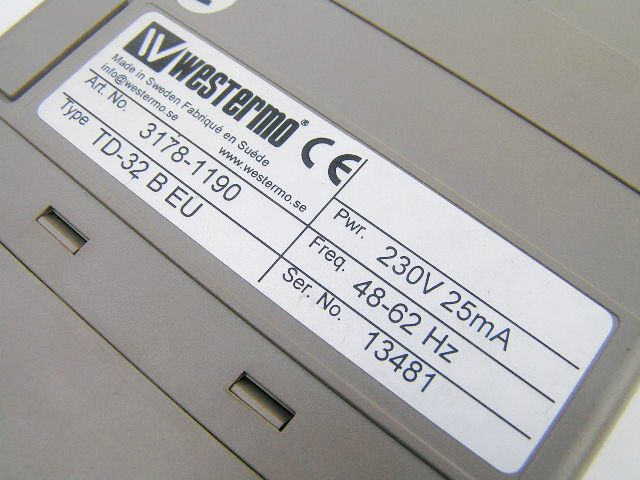 Westermo® CE
Made in Sweden Fabriqué en Suède
info@westermo.se www.westermo.se
Art. No. 3178-1190
Type TD-32 B EU
Pwr. 230V 25mA
Freq. 48-62 Hz
Ser. No. 13481